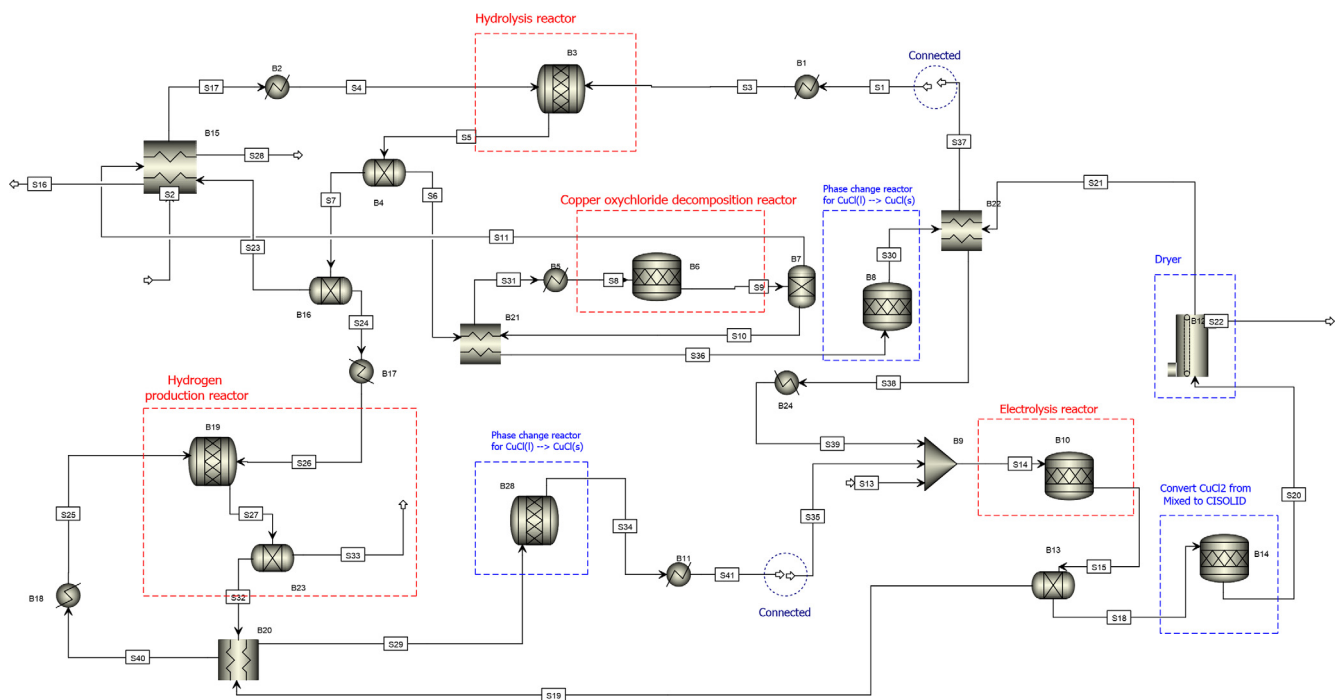 Hydrolysis reactor
B3
B2
B1
Connected
S17
S4
S3
S1
B15
S5
S37
S28
S16
S2
B4
S7
S6
Phase change reactor
for CuCl(l) --> CuCl(s)
S21
B22
Copper oxychloride decomposition reactor
S11
S23
S30
Dryer
B5
B6
B7
B8
S31
S8
S9
B16
B21
S10
S24
S36
B12
S22
B17
S38
B24
Hydrogen
production reactor
Electrolysis reactor
B19
Phase change reactor
for CuCl(l) --> CuCl(s)
S39
B9
B10
S26
S14
S13
Convert CuCl2 from
Mixed to CISOLID
S20
B28
S25
S27
S35
S34
S33
B14
B11
B13
S15
S41
B23
B18
S32
Connected
S18
B20
S29
S40
S19